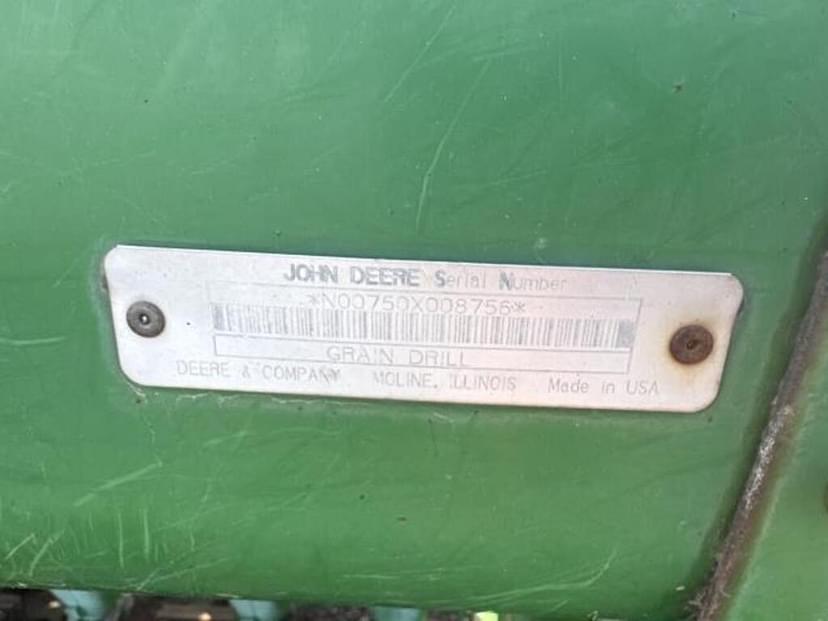 JOHN DEERE Serial Number
*N00750X008756*
GRAIN DRILL
DEERE & COMPANY MOLINE, ILLINOIS Made in USA